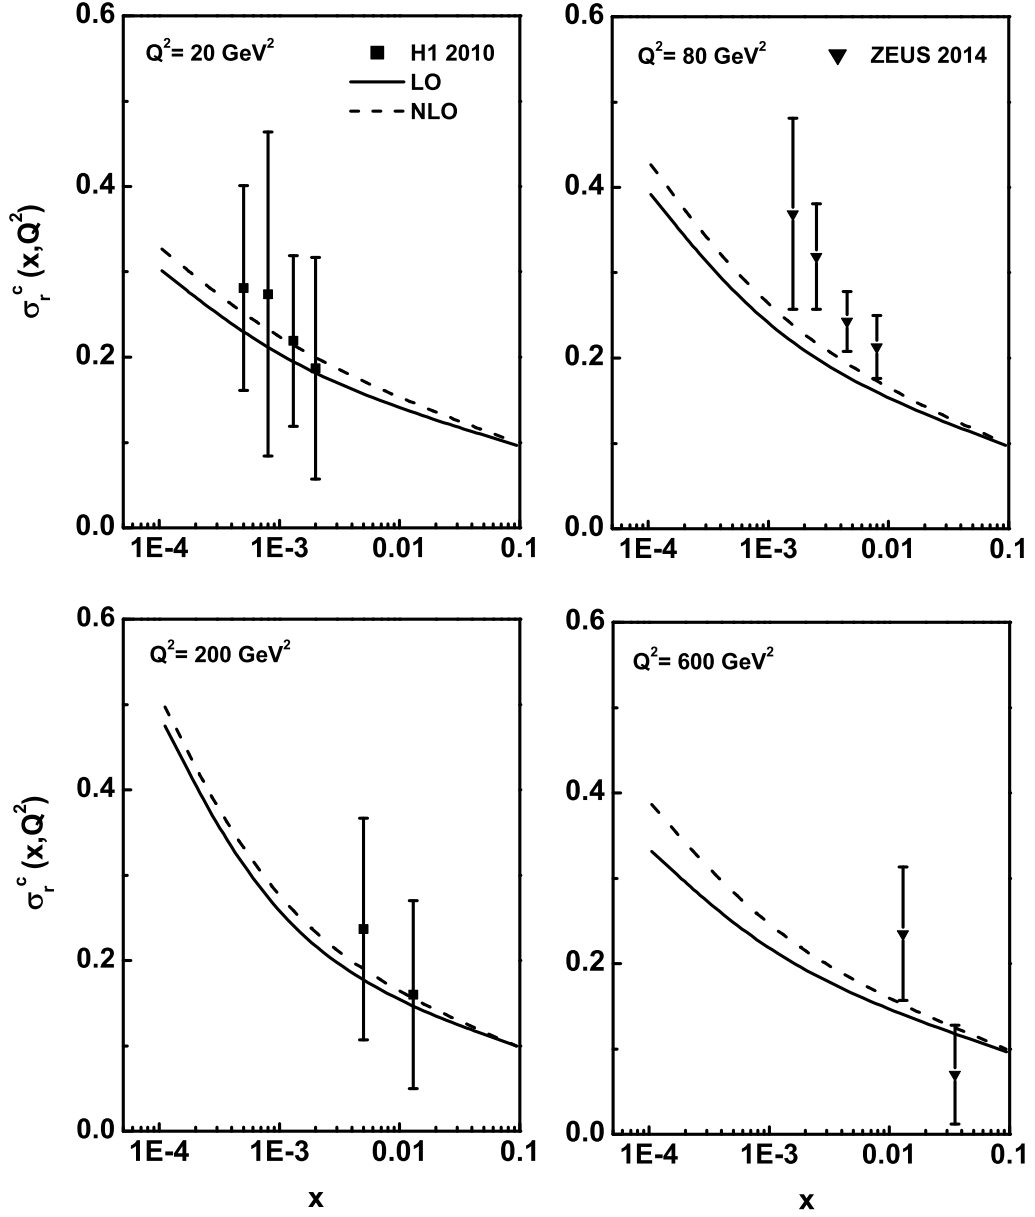 0.6
Q²= 20 GeV²
H1 2010
LO
NLO
0.4
0.2
0.0
1E-4 1E-3 0.01 0.1
σ_r^c (x,Q²)
0.6
Q²= 80 GeV²
ZEUS 2014
0.4
0.2
0.0
1E-4 1E-3 0.01 0.1
0.6
Q²= 200 GeV²
0.4
0.2
0.0
1E-4 1E-3 0.01 0.1
σ_r^c (x,Q²)
x
0.6
Q²= 600 GeV²
0.4
0.2
0.0
1E-4 1E-3 0.01 0.1
x